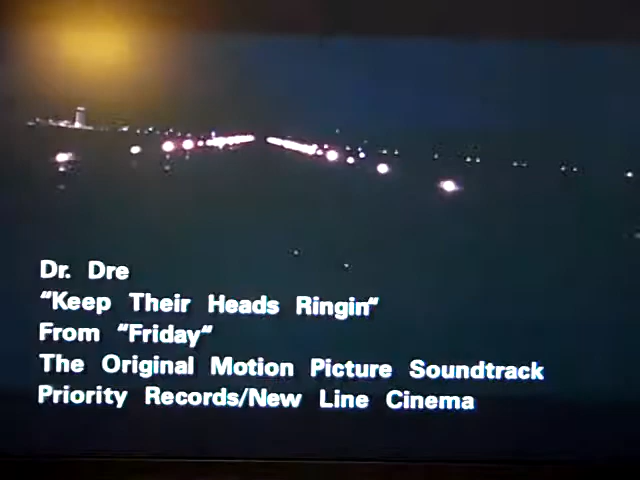 Dr. Dre
"Keep Their Heads Ringin"
From "Friday"
The Original Motion Picture Soundtrack
Priority Records/New Line Cinema